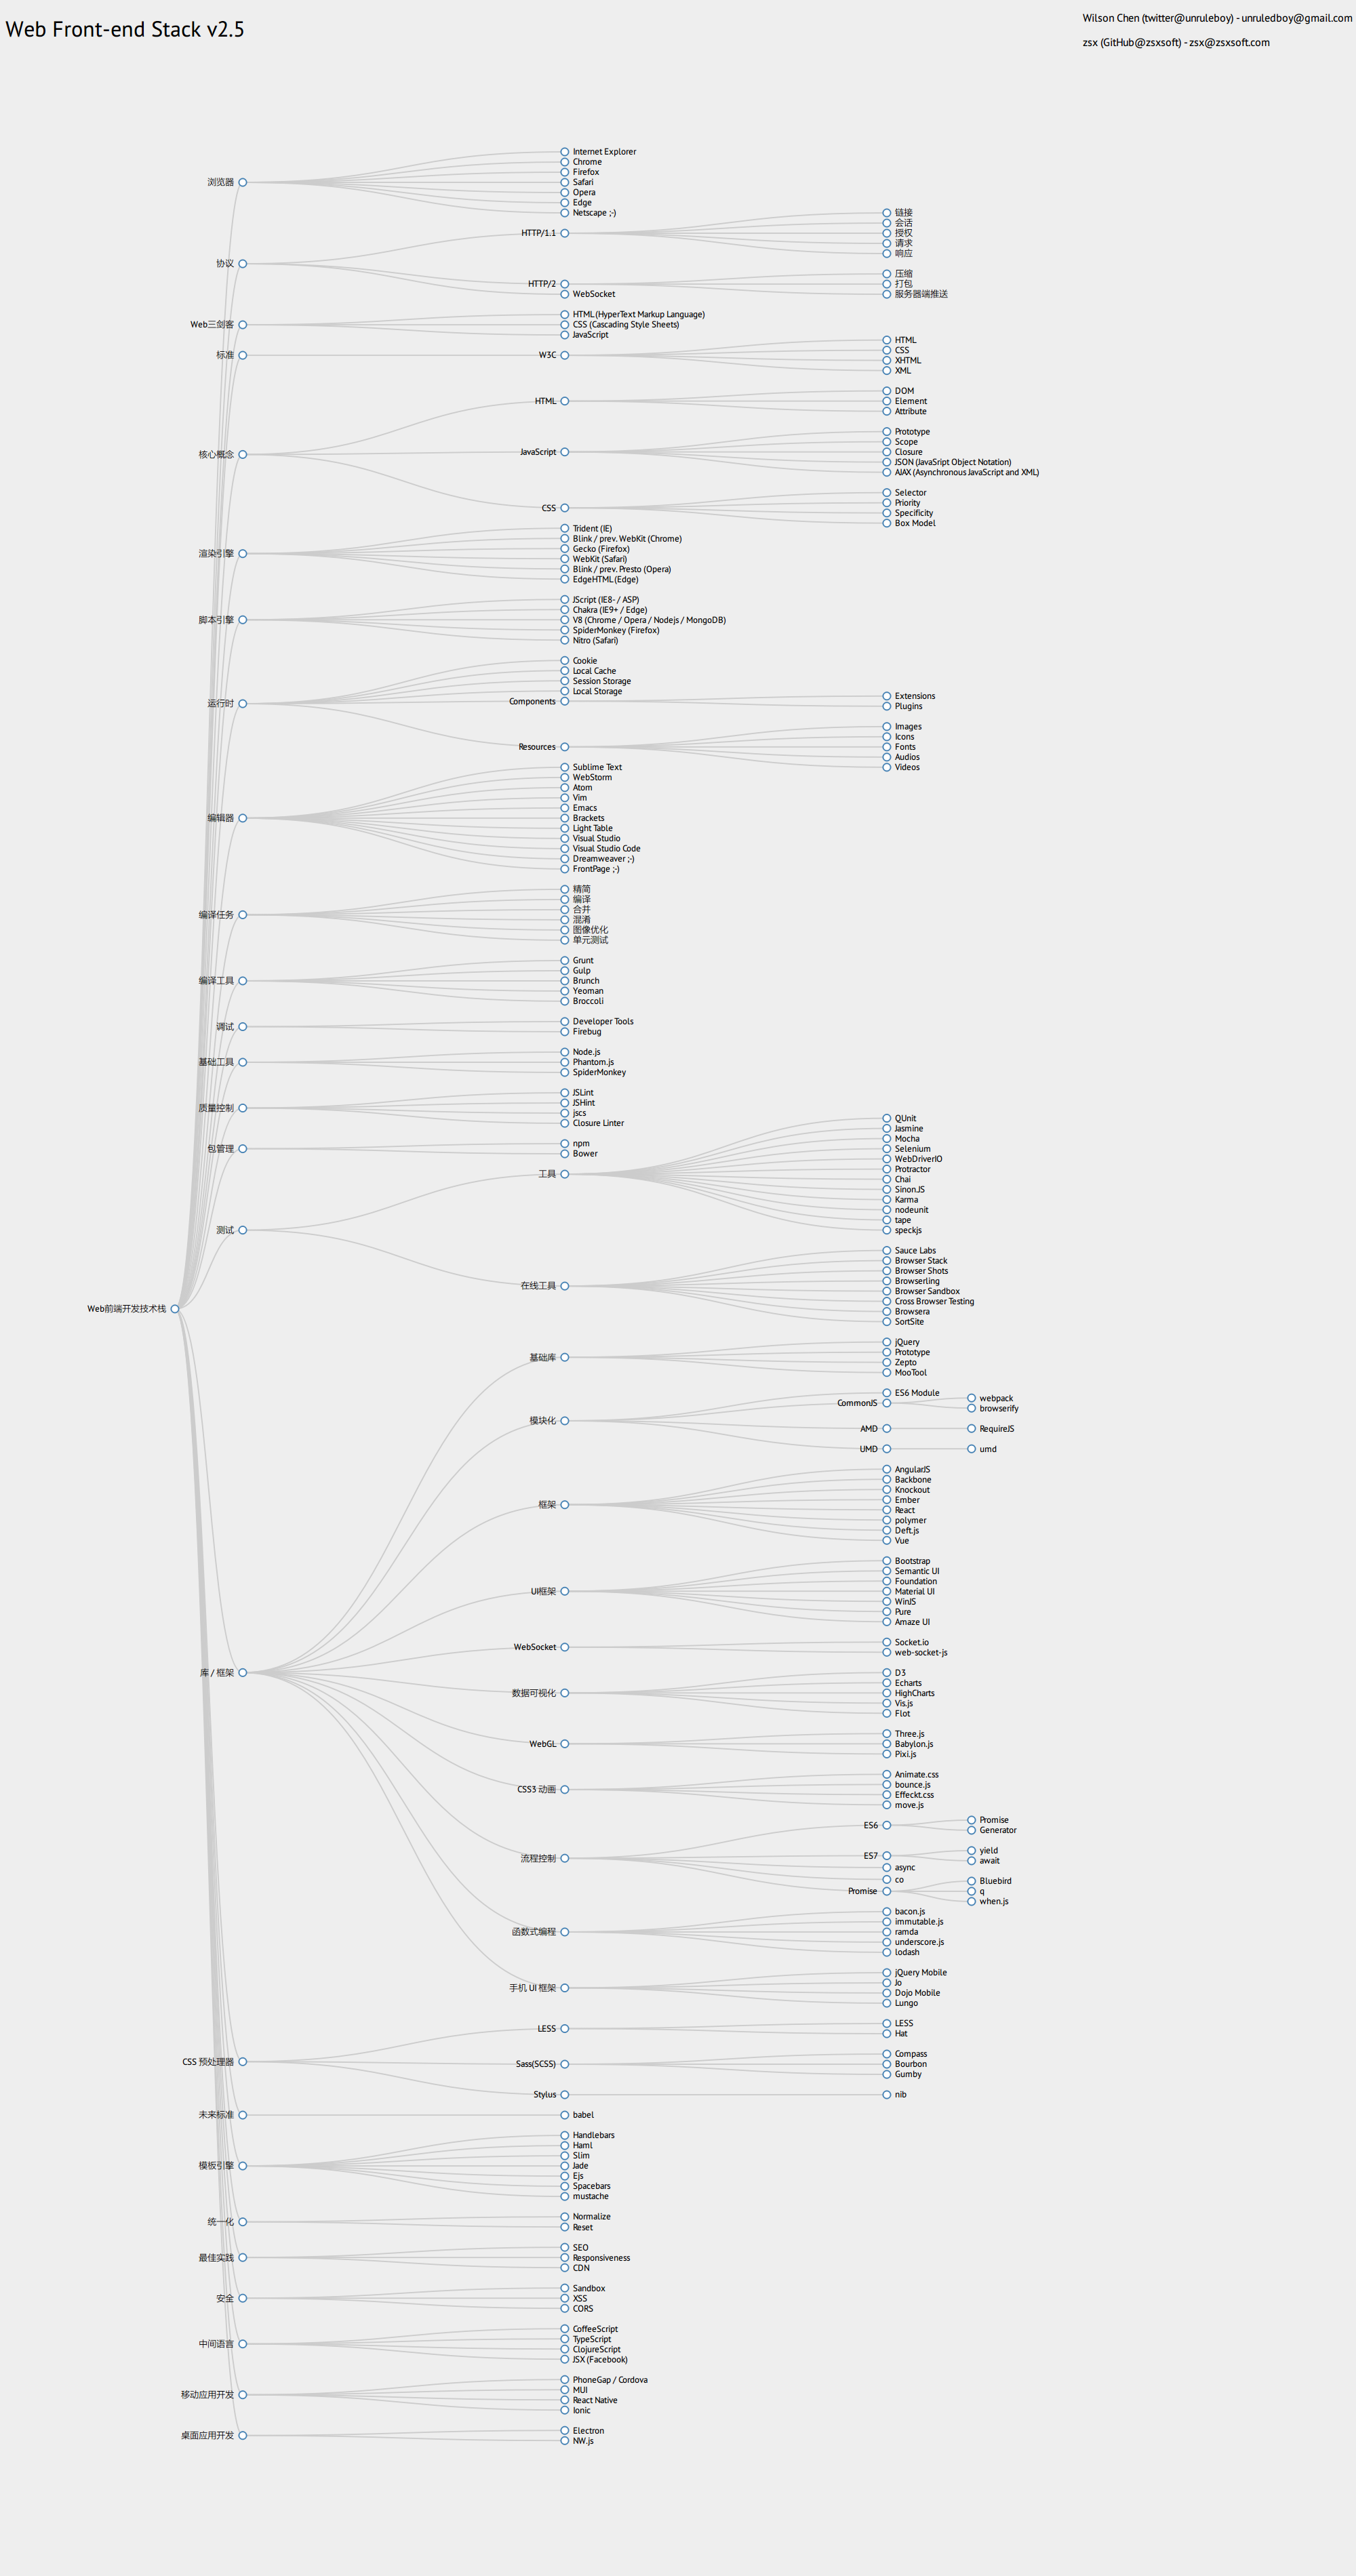 Web Front-end Stack v2.5
Wilson Chen (twitter@unruleboy) - unruledboy@gmail.com
zsx (GitHub@zsxsoft) - zsx@zsxsoft.com
Web前端开发技术栈
浏览器
Internet Explorer
Chrome
Firefox
Safari
Opera
Edge
Netscape ;-)
协议
HTTP/1.1
链接
会话
授权
请求
响应
HTTP/2
压缩
打包
服务器端推送
WebSocket
Web三剑客
HTML (HyperText Markup Language)
CSS (Cascading Style Sheets)
JavaScript
标准
W3C
HTML
CSS
XHTML
XML
核心概念
HTML
DOM
Element
Attribute
JavaScript
Prototype
Scope
Closure
JSON (JavaSript Object Notation)
AJAX (Asynchronous JavaScript and XML)
CSS
Selector
Priority
Specificity
Box Model
渲染引擎
Trident (IE)
Blink / prev. WebKit (Chrome)
Gecko (Firefox)
WebKit (Safari)
Blink / prev. Presto (Opera)
EdgeHTML (Edge)
脚本引擎
JScript (IE8- / ASP)
Chakra (IE9+ / Edge)
V8 (Chrome / Opera / Nodejs / MongoDB)
SpiderMonkey (Firefox)
Nitro (Safari)
运行时
Cookie
Local Cache
Session Storage
Local Storage
Components
Extensions
Plugins
Resources
Images
Icons
Fonts
Audios
Videos
编辑器
Sublime Text
WebStorm
Atom
Vim
Emacs
Brackets
Light Table
Visual Studio
Visual Studio Code
Dreamweaver ;-)
FrontPage ;-)
编译任务
精简
编译
合并
混淆
图像优化
单元测试
编译工具
Grunt
Gulp
Brunch
Yeoman
Broccoli
调试
Developer Tools
Firebug
基础工具
Node.js
Phantom.js
SpiderMonkey
质量控制
JSLint
JSHint
jscs
Closure Linter
包管理
npm
Bower
测试
工具
QUnit
Jasmine
Mocha
Selenium
WebDriverIO
Protractor
Chai
Sinon.JS
Karma
nodeunit
tape
speckjs
在线工具
Sauce Labs
Browser Stack
Browser Shots
Browserling
Browser Sandbox
Cross Browser Testing
Browsera
SortSite
库 / 框架
基础库
jQuery
Prototype
Zepto
MooTool
模块化
ES6 Module
CommonJS
webpack
browserify
AMD
RequireJS
UMD
umd
框架
AngularJS
Backbone
Knockout
Ember
React
polymer
Deft.js
Vue
UI框架
Bootstrap
Semantic UI
Foundation
Material UI
WinJS
Pure
Amaze UI
WebSocket
Socket.io
web-socket-js
数据可视化
D3
Echarts
HighCharts
Vis.js
Flot
WebGL
Three.js
Babylon.js
Pixi.js
CSS3 动画
Animate.css
bounce.js
Effeckt.css
move.js
流程控制
ES6
Promise
Generator
ES7
yield
await
async
co
Promise
Bluebird
q
when.js
函数式编程
bacon.js
immutable.js
ramda
underscore.js
lodash
手机 UI 框架
jQuery Mobile
Jo
Dojo Mobile
Lungo
CSS 预处理器
LESS
LESS
Hat
Sass(SCSS)
Compass
Bourbon
Gumby
Stylus
nib
未来标准
babel
模板引擎
Handlebars
Haml
Slim
Jade
Ejs
Spacebars
mustache
统一化
Normalize
Reset
最佳实践
SEO
Responsiveness
CDN
安全
Sandbox
XSS
CORS
中间语言
CoffeeScript
TypeScript
ClojureScript
JSX (Facebook)
移动应用开发
PhoneGap / Cordova
MUI
React Native
Ionic
桌面应用开发
Electron
NW.js